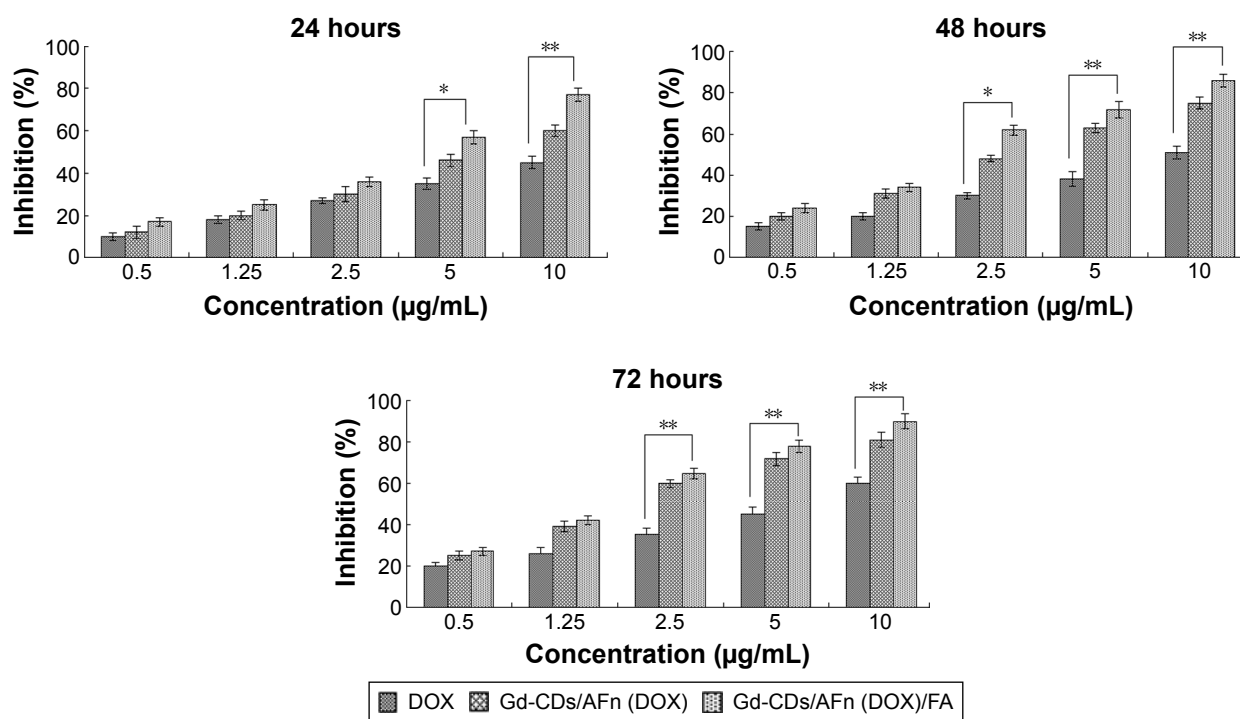 24 hours
Inhibition (%)
100
80
60
40
20
0
*
**
0.5 1.25 2.5 5 10
Concentration (µg/mL)
48 hours
Inhibition (%)
100
80
60
40
20
0
*
**
**
0.5 1.25 2.5 5 10
Concentration (µg/mL)
72 hours
Inhibition (%)
100
80
60
40
20
0
**
**
**
0.5 1.25 2.5 5 10
Concentration (µg/mL)
DOX Gd-CDs/AFn (DOX) Gd-CDs/AFn (DOX)/FA